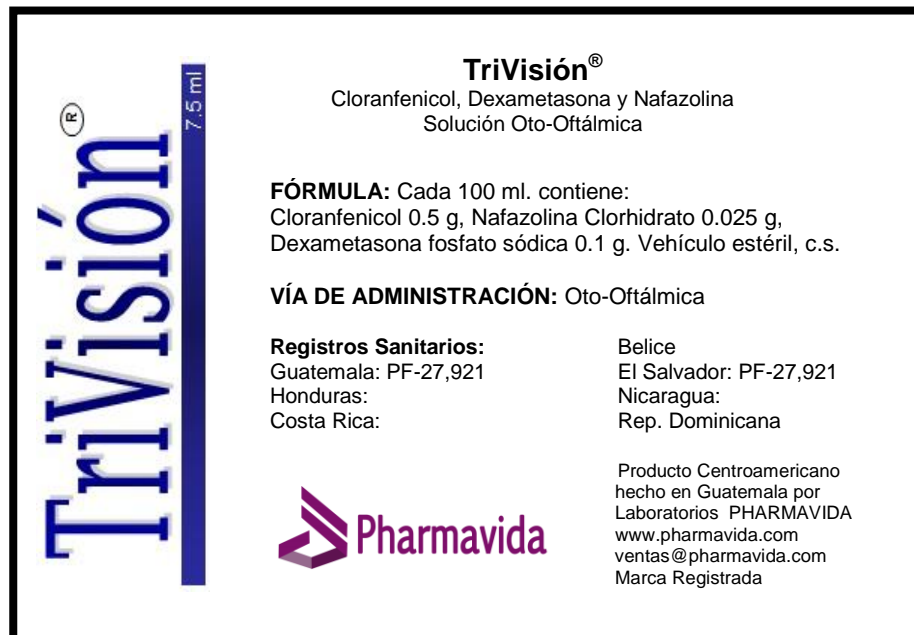 TriVisión®
7.5 ml
TriVisión®
Cloranfenicol, Dexametasona y Nafazolina
Solución Oto-Oftálmica
FÓRMULA: Cada 100 ml. contiene:
Cloranfenicol 0.5 g, Nafazolina Clorhidrato 0.025 g,
Dexametasona fosfato sódica 0.1 g. Vehículo estéril, c.s.
VÍA DE ADMINISTRACIÓN: Oto-Oftálmica
Registros Sanitarios:
Guatemala: PF-27,921
Honduras:
Costa Rica:
Belice
El Salvador: PF-27,921
Nicaragua:
Rep. Dominicana
Pharmavida
Producto Centroamericano
hecho en Guatemala por
Laboratorios PHARMAVIDA
www.pharmavida.com
ventas@pharmavida.com
Marca Registrada